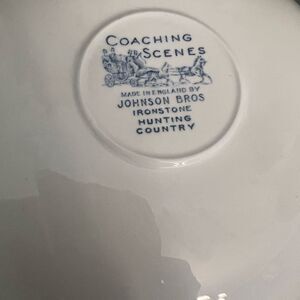 COACHING
SCENES
MADE IN ENGLAND BY
JOHNSON BROS
IRONSTONE
HUNTING
COUNTRY